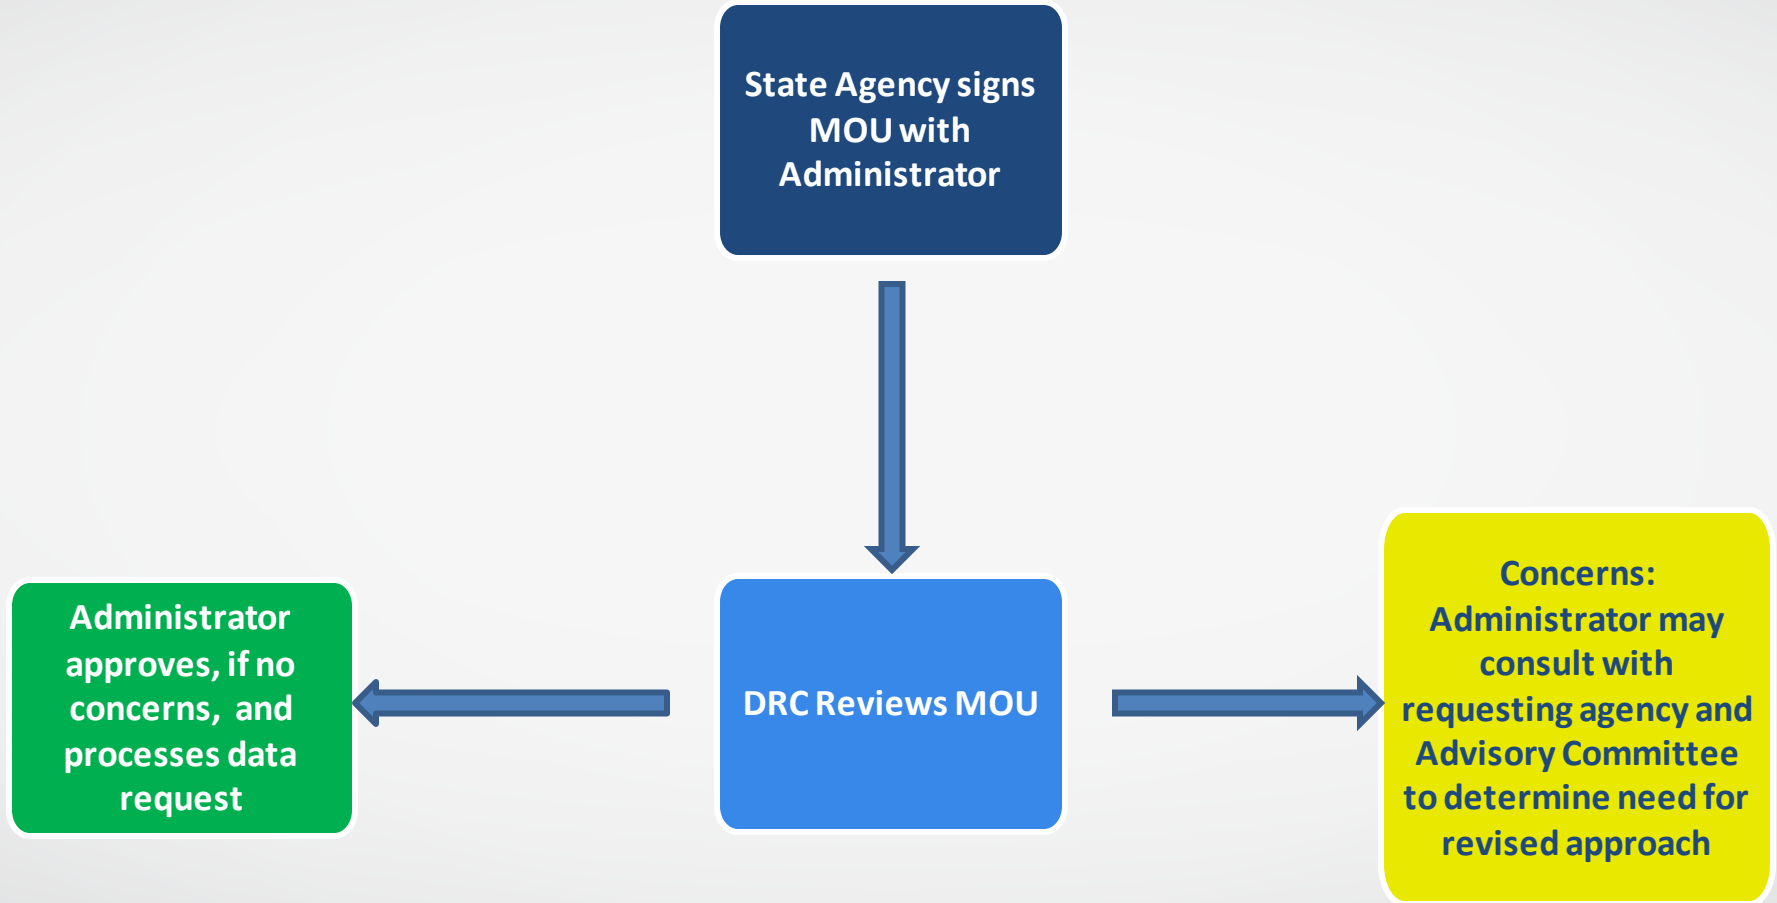 State Agency signs
MOU with
Administrator
Administrator
approves, if no
concerns, and
processes data
request
DRC Reviews MOU
Concerns:
Administrator may
consult with
requesting agency and
Advisory Committee
to determine need for
revised approach